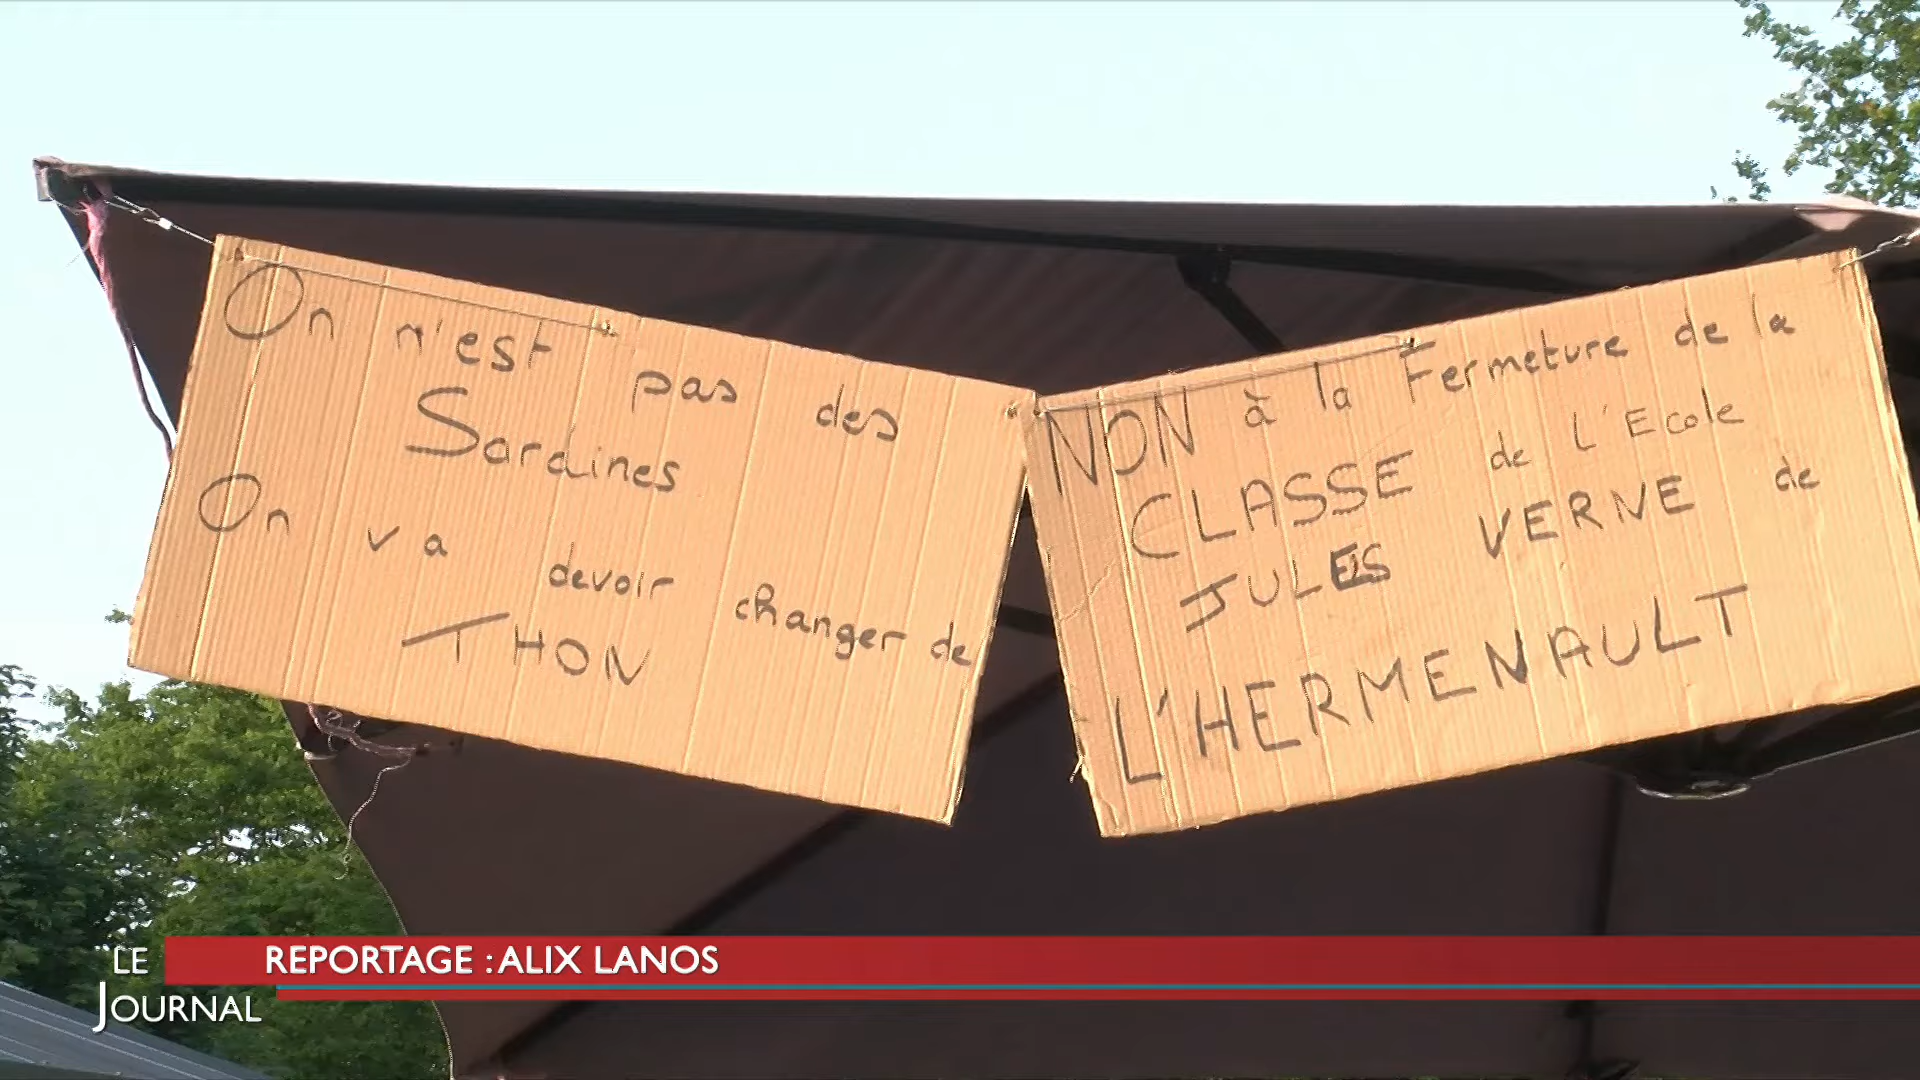 On n'est pas des
Sardines
On va devoir changer de
THON
NON à la Fermeture de la
CLASSE de L'Ecole
JULES VERNE de
L'HERMENAULT
LE JOURNAL
REPORTAGE : ALIX LANOS